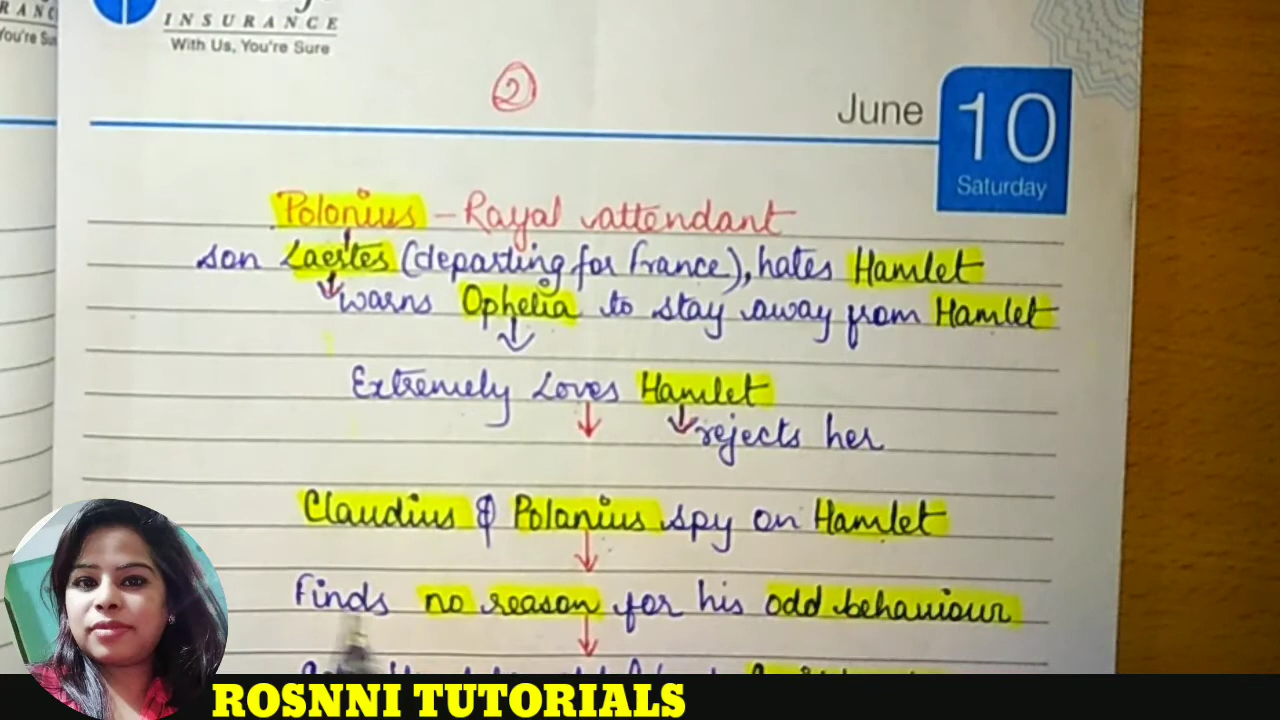 RANC
INSURANCE
You're Su
With Us, You're Sure
2
June 10
Saturday
Polonius - Royal attendant
son Laertes (departing for france), hates Hamlet
warns Ophelia to stay away from Hamlet
Extremely Loves Hamlet
rejects her
Claudius & Polonius spy on Hamlet
finds no reason for his odd behaviour
ROSNNI TUTORIALS